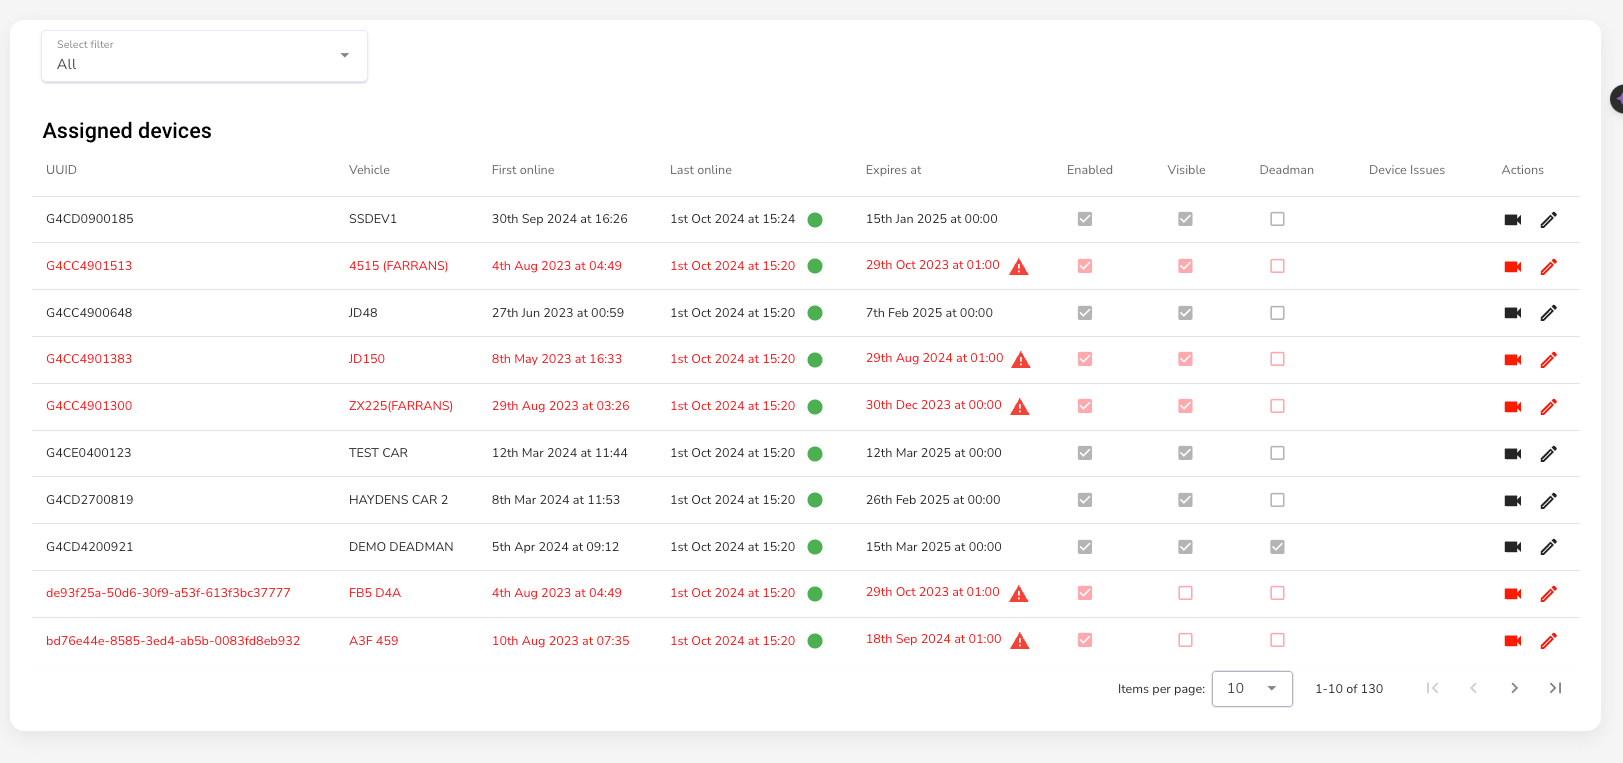 Select filter
All
Assigned devices
UUID Vehicle First online Last online Expires at Enabled Visible Deadman Device Issues Actions
G4CD0900185 SSDEV1 30th Sep 2024 at 16:26 1st Oct 2024 at 15:24 15th Jan 2025 at 00:00
G4CC4901513 4515 (FARRANS) 4th Aug 2023 at 04:49 1st Oct 2024 at 15:20 29th Oct 2023 at 01:00
G4CC4900648 JD48 27th Jun 2023 at 00:59 1st Oct 2024 at 15:20 7th Feb 2025 at 00:00
G4CC4901383 JD150 8th May 2023 at 16:33 1st Oct 2024 at 15:20 29th Aug 2024 at 01:00
G4CC4901300 ZX225(FARRANS) 29th Aug 2023 at 03:26 1st Oct 2024 at 15:20 30th Dec 2023 at 00:00
G4CE0400123 TEST CAR 12th Mar 2024 at 11:44 1st Oct 2024 at 15:20 12th Mar 2025 at 00:00
G4CD2700819 HAYDENS CAR 2 8th Mar 2024 at 11:53 1st Oct 2024 at 15:20 26th Feb 2025 at 00:00
G4CD4200921 DEMO DEADMAN 5th Apr 2024 at 09:12 1st Oct 2024 at 15:20 15th Mar 2025 at 00:00
de93f25a-50d6-30f9-a53f-613f3bc37777 FB5 D4A 4th Aug 2023 at 04:49 1st Oct 2024 at 15:20 29th Oct 2023 at 01:00
bd76e44e-8585-3ed4-ab5b-0083fd8eb932 A3F 459 10th Aug 2023 at 07:35 1st Oct 2024 at 15:20 18th Sep 2024 at 01:00
Items per page: 10 1-10 of 130